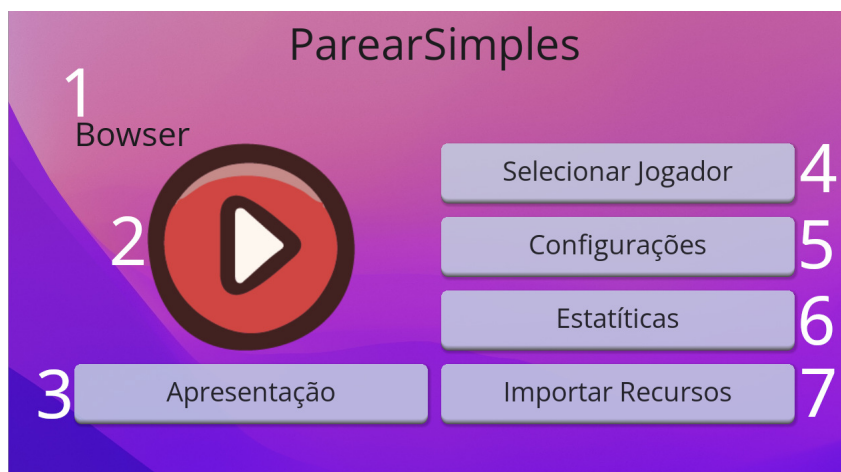 ParearSimples
1
Bowser
2
3
Apresentação
Selecionar Jogador 4
Configurações 5
Estatíticas 6
Importar Recursos 7